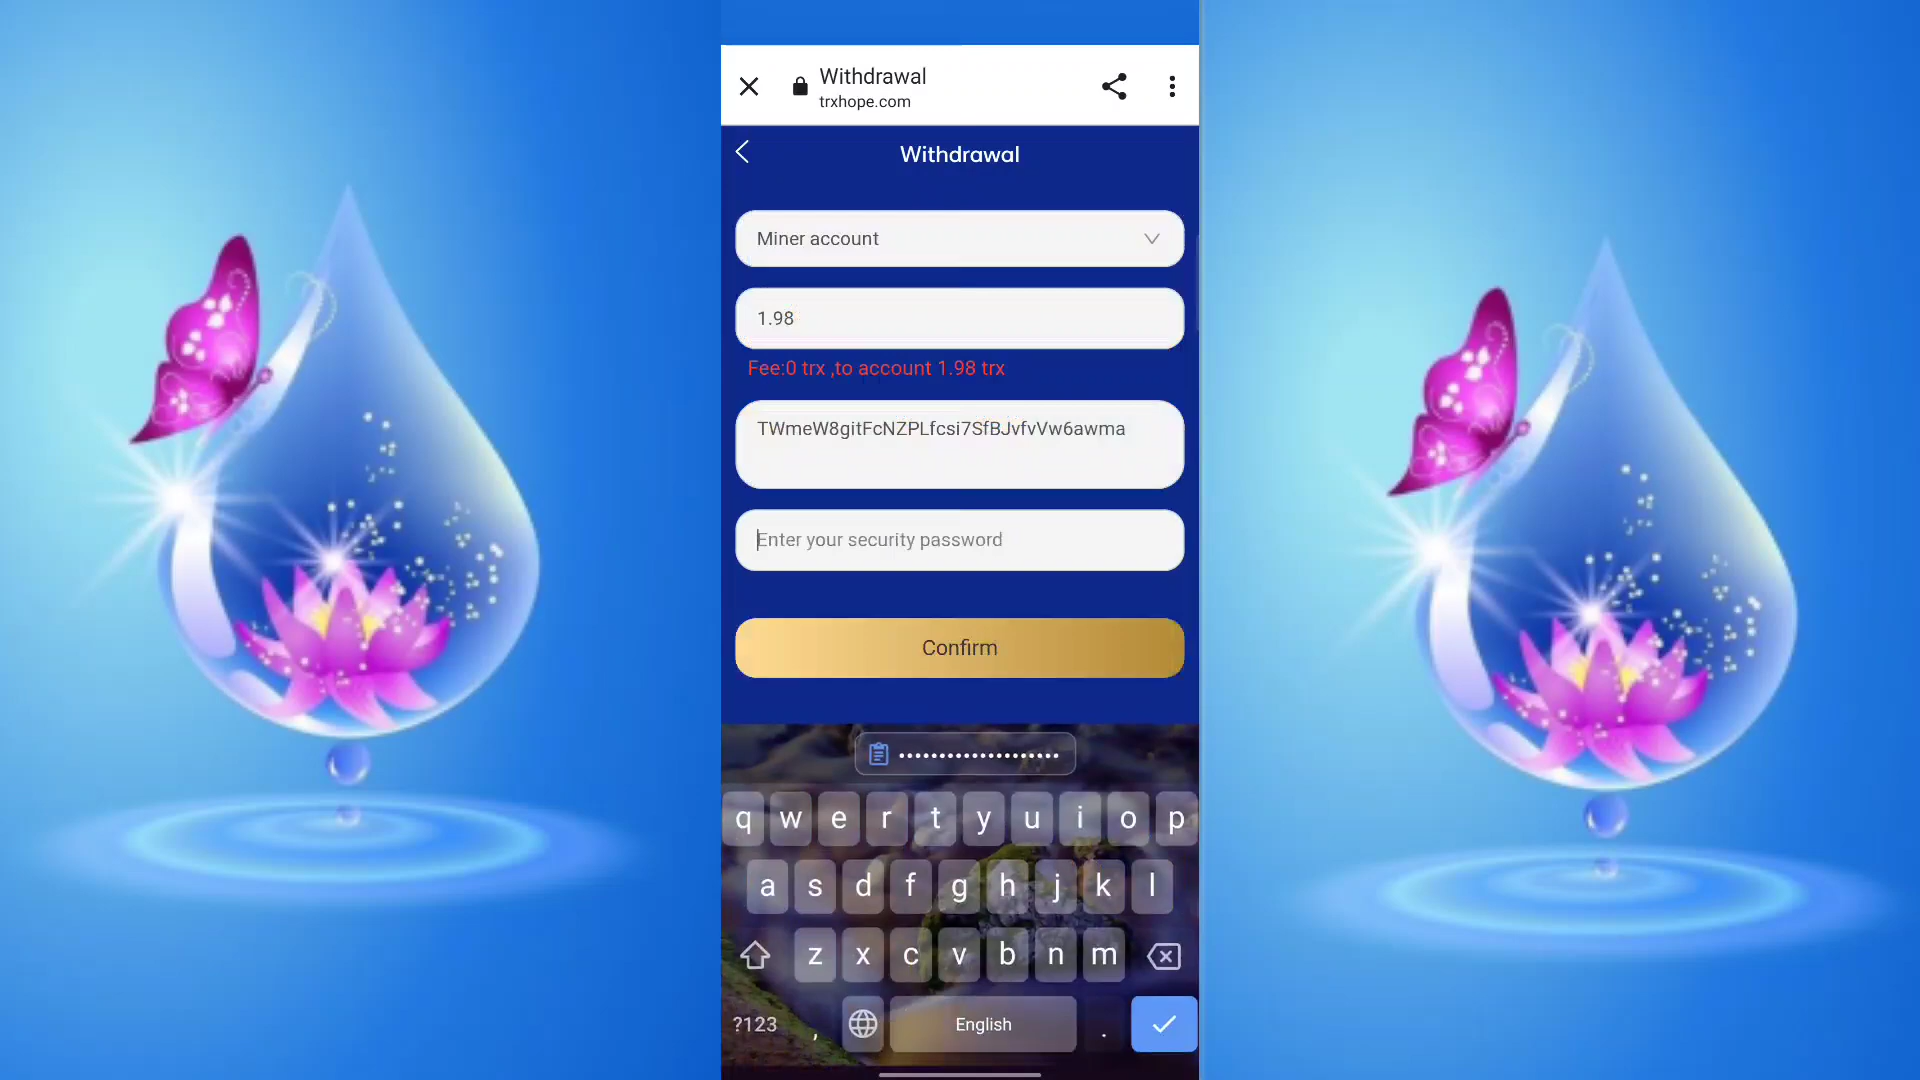 Withdrawal
trxhope.com
Withdrawal
Miner account
1.98
Fee:0 trx ,to account 1.98 trx
TWmeW8gitFcNZPLfcsi7SfBJvfvVw6awma
Enter your security password
Confirm
••••••••••••••••••••
q w e r t y u i o p
a s d f g h j k l
z x c v b n m
?123 , English .